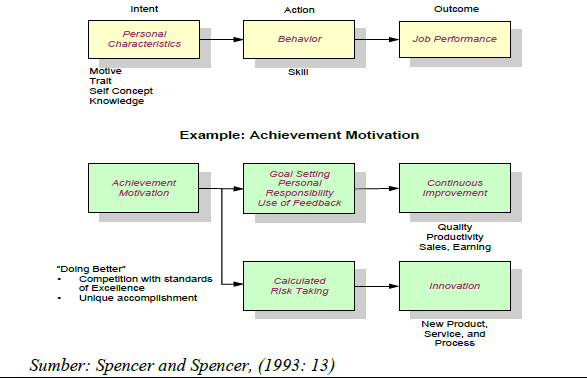 Intent
Action
Outcome
Personal
Characteristics
Behavior
Job Performance
Motive
Trait
Self Concept
Knowledge
Skill
Example: Achievement Motivation
Achievement
Motivation
Goal Setting
Personal
Responsibility
Use of Feedback
Continuous
Improvement
Quality
Productivity
Sales, Earning
"Doing Better"
• Competition with standards
of Excellence
• Unique accomplishment
Calculated
Risk Taking
Innovation
New Product,
Service, and
Process
Sumber: Spencer and Spencer, (1993: 13)